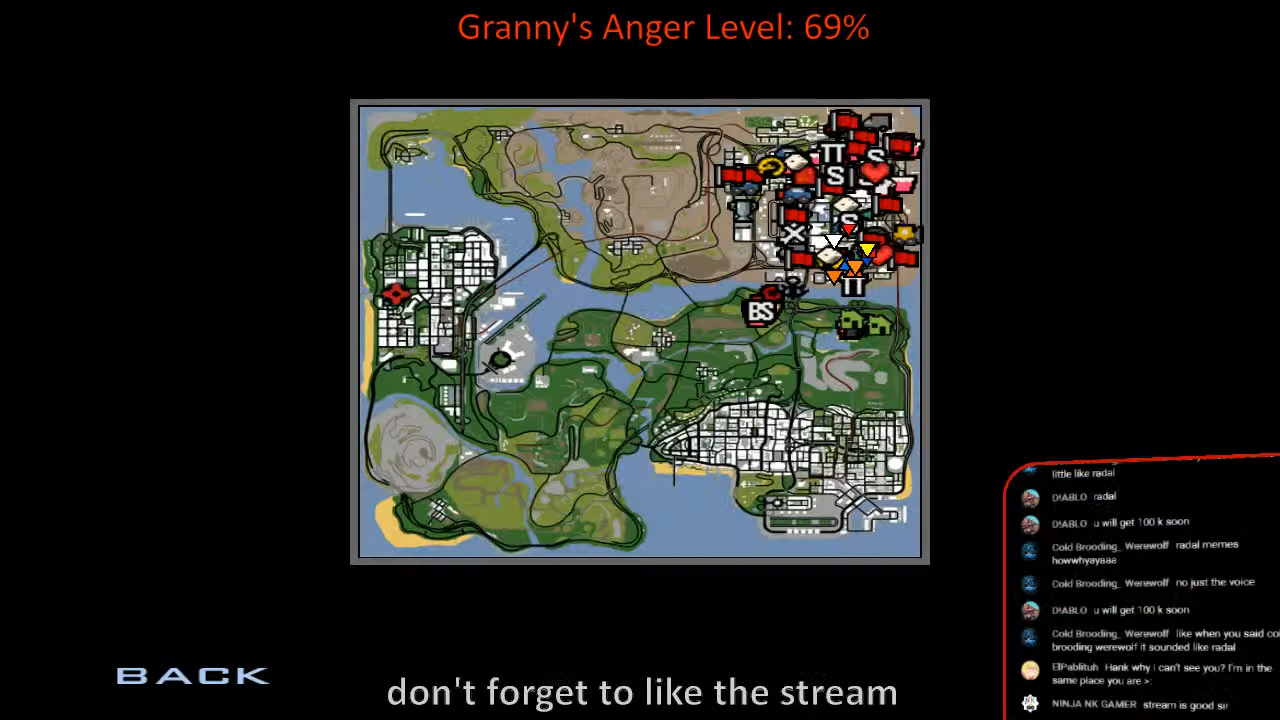 Granny's Anger Level: 69%
TT
S
S
S
BS
TT
C
BACK
don't forget to like the stream
little like radal
D!ABLO radal
D!ABLO u will get 100 k soon
Cold Brooding_ Werewolf radal memes
howwhyayaaa
Cold Brooding_ Werewolf no just the voice
D!ABLO u will get 100 k soon
Cold Brooding_ Werewolf like when you said co
brooding werewolf it sounded like radal
ElPablituh Hank why i can't see you? I'm in the
same place you are >:
NINJA NK GAMER stream is good sir